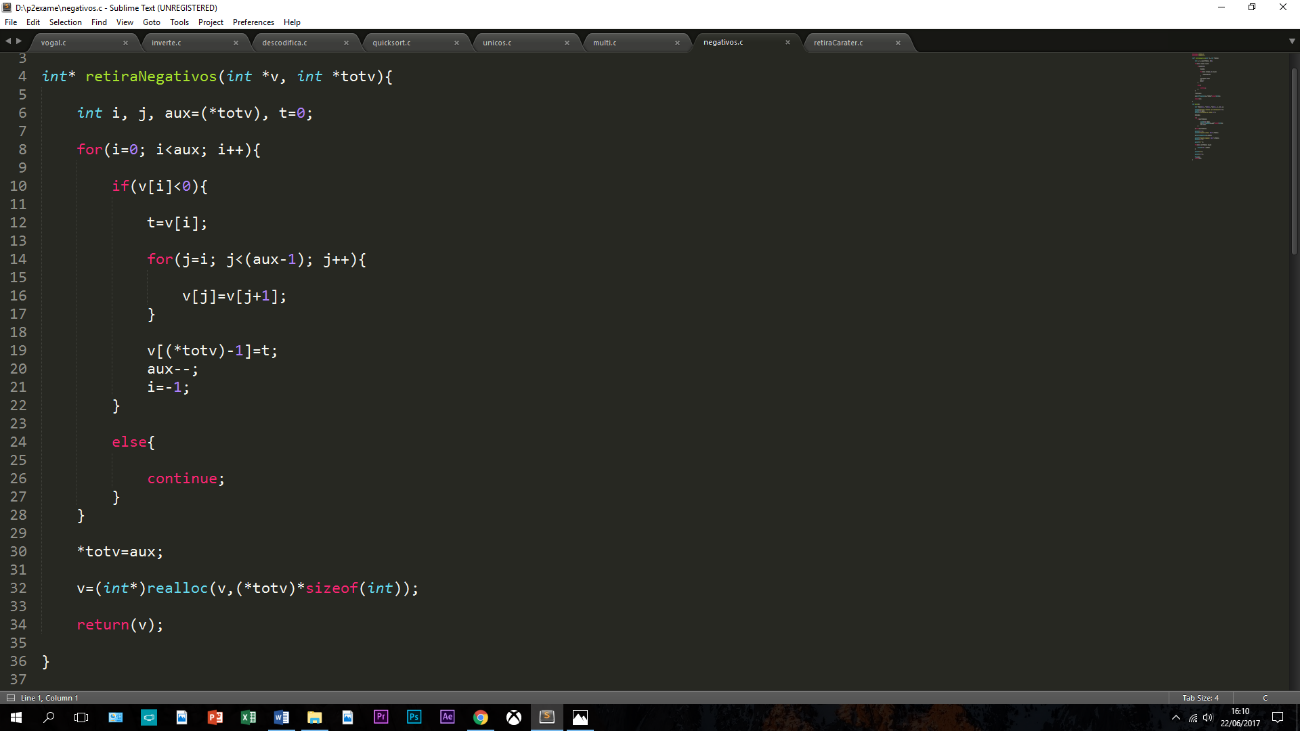 D:\p2exame\negativos.c - Sublime Text (UNREGISTERED)
File Edit Selection Find View Goto Tools Project Preferences Help
vogal.c × inverte.c × descodifica.c × quicksort.c × unicos.c × multi.c × negativos.c × retiraCarater.c ×
3
4 int* retiraNegativos(int *v, int *totv){
5
6 int i, j, aux=(*totv), t=0;
7
8 for(i=0; i<aux; i++){
9
10 if(v[i]<0){
11
12 t=v[i];
13
14 for(j=i; j<(aux-1); j++){
15
16 v[j]=v[j+1];
17 }
18
19 v[(*totv)-1]=t;
20 aux--;
21 i=-1;
22 }
23
24 else{
25
26 continue;
27 }
28 }
29
30 *totv=aux;
31
32 v=(int*)realloc(v,(*totv)*sizeof(int));
33
34 return(v);
35
36 }
37
Line 1, Column 1 Tab Size: 4 C
16:10
22/06/2017